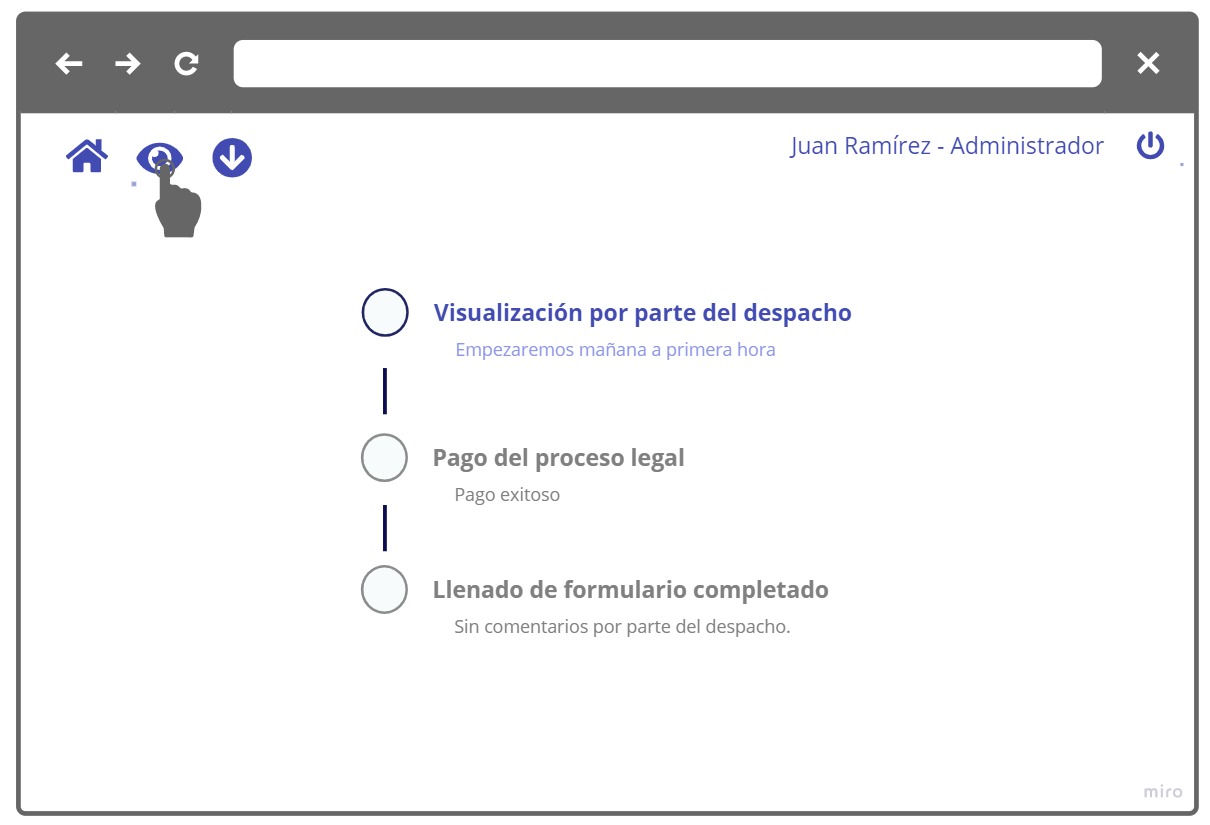 Juan Ramírez - Administrador
Visualización por parte del despacho
Empezaremos mañana a primera hora
Pago del proceso legal
Pago exitoso
Llenado de formulario completado
Sin comentarios por parte del despacho.
miro